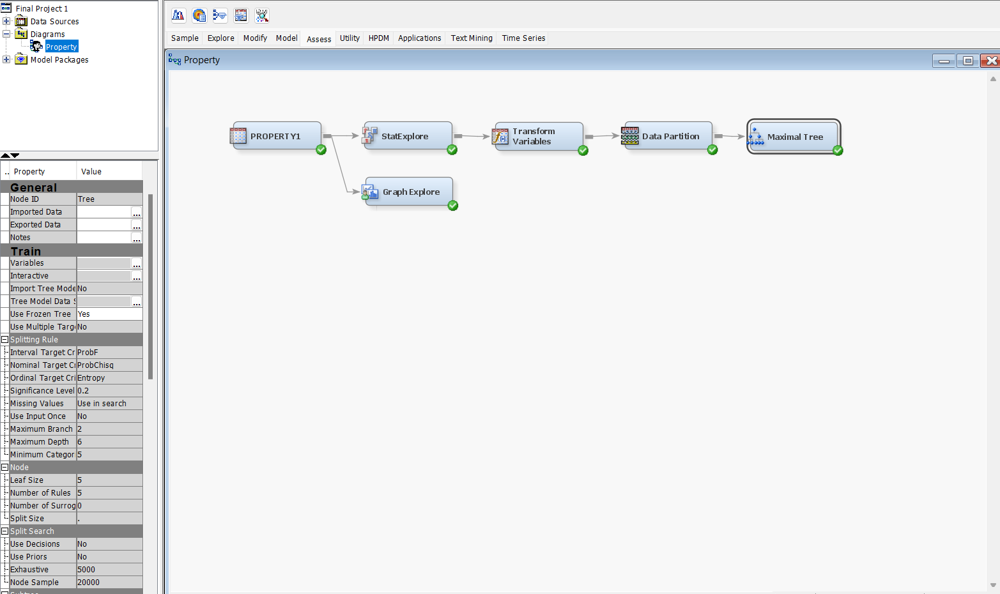 Final Project 1
Data Sources
Diagrams
Property
Model Packages
Sample Explore Modify Model Assess Utility HPDM Applications Text Mining Time Series
Property
PROPERTY1
StatExplore
Transform
Variables
Data Partition
Maximal Tree
Graph Explore
.. Property Value
General
Node ID Tree
Imported Data ...
Exported Data ...
Notes ...
Train
Variables ...
Interactive ...
Import Tree Mode No
Tree Model Data S ...
Use Frozen Tree Yes
Use Multiple Targ No
Splitting Rule
Interval Target Cr ProbF
Nominal Target Cr ProbChisq
Ordinal Target Cri Entropy
Significance Level 0.2
Missing Values Use in search
Use Input Once No
Maximum Branch 2
Maximum Depth 6
Minimum Categor 5
Node
Leaf Size 5
Number of Rules 5
Number of Surrog 0
Split Size .
Split Search
Use Decisions No
Use Priors No
Exhaustive 5000
Node Sample 20000